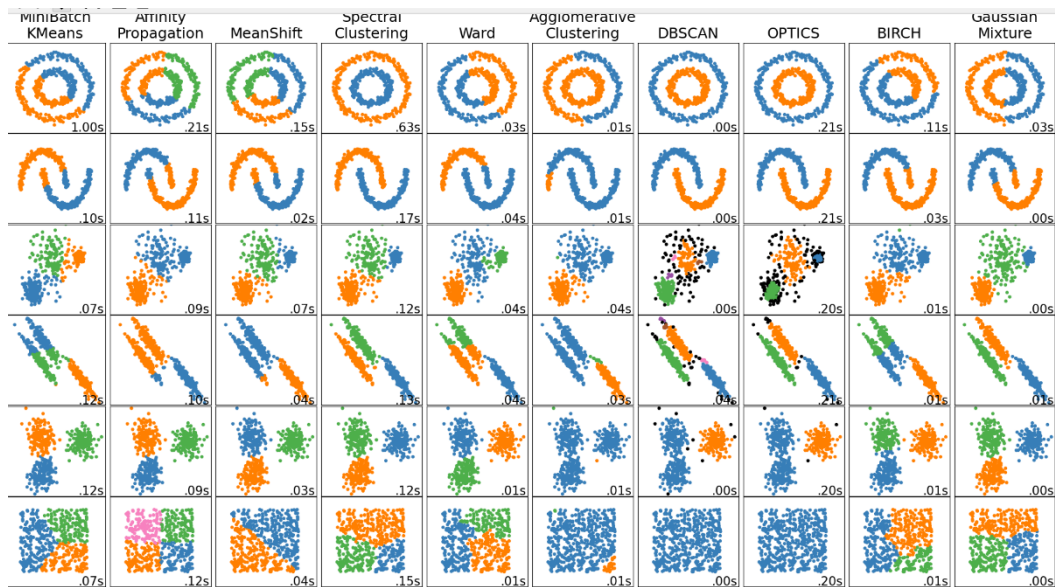 MiniBatch KMeans
Affinity Propagation
MeanShift
Spectral Clustering
Ward
Agglomerative Clustering
DBSCAN
OPTICS
BIRCH
Gaussian Mixture
1.00s .21s .15s .63s .03s .01s .00s .21s .11s .03s
.10s .11s .02s .17s .04s .01s .00s .21s .03s .00s
.07s .09s .07s .12s .04s .04s .00s .20s .01s .00s
.12s .10s .04s .13s .04s .03s .04s .21s .01s .01s
.12s .09s .03s .12s .01s .01s .00s .20s .01s .00s
.07s .12s .04s .15s .01s .01s .00s .20s .01s .00s